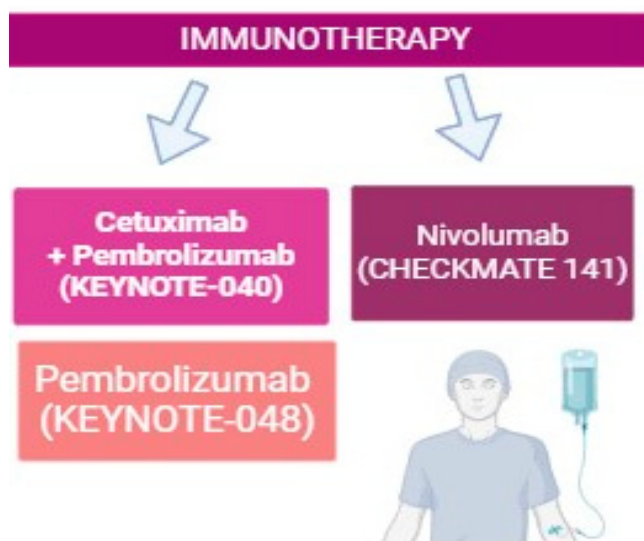 IMMUNOTHERAPY
Cetuximab
+ Pembrolizumab
(KEYNOTE-040)
Nivolumab
(CHECKMATE 141)
Pembrolizumab
(KEYNOTE-048)